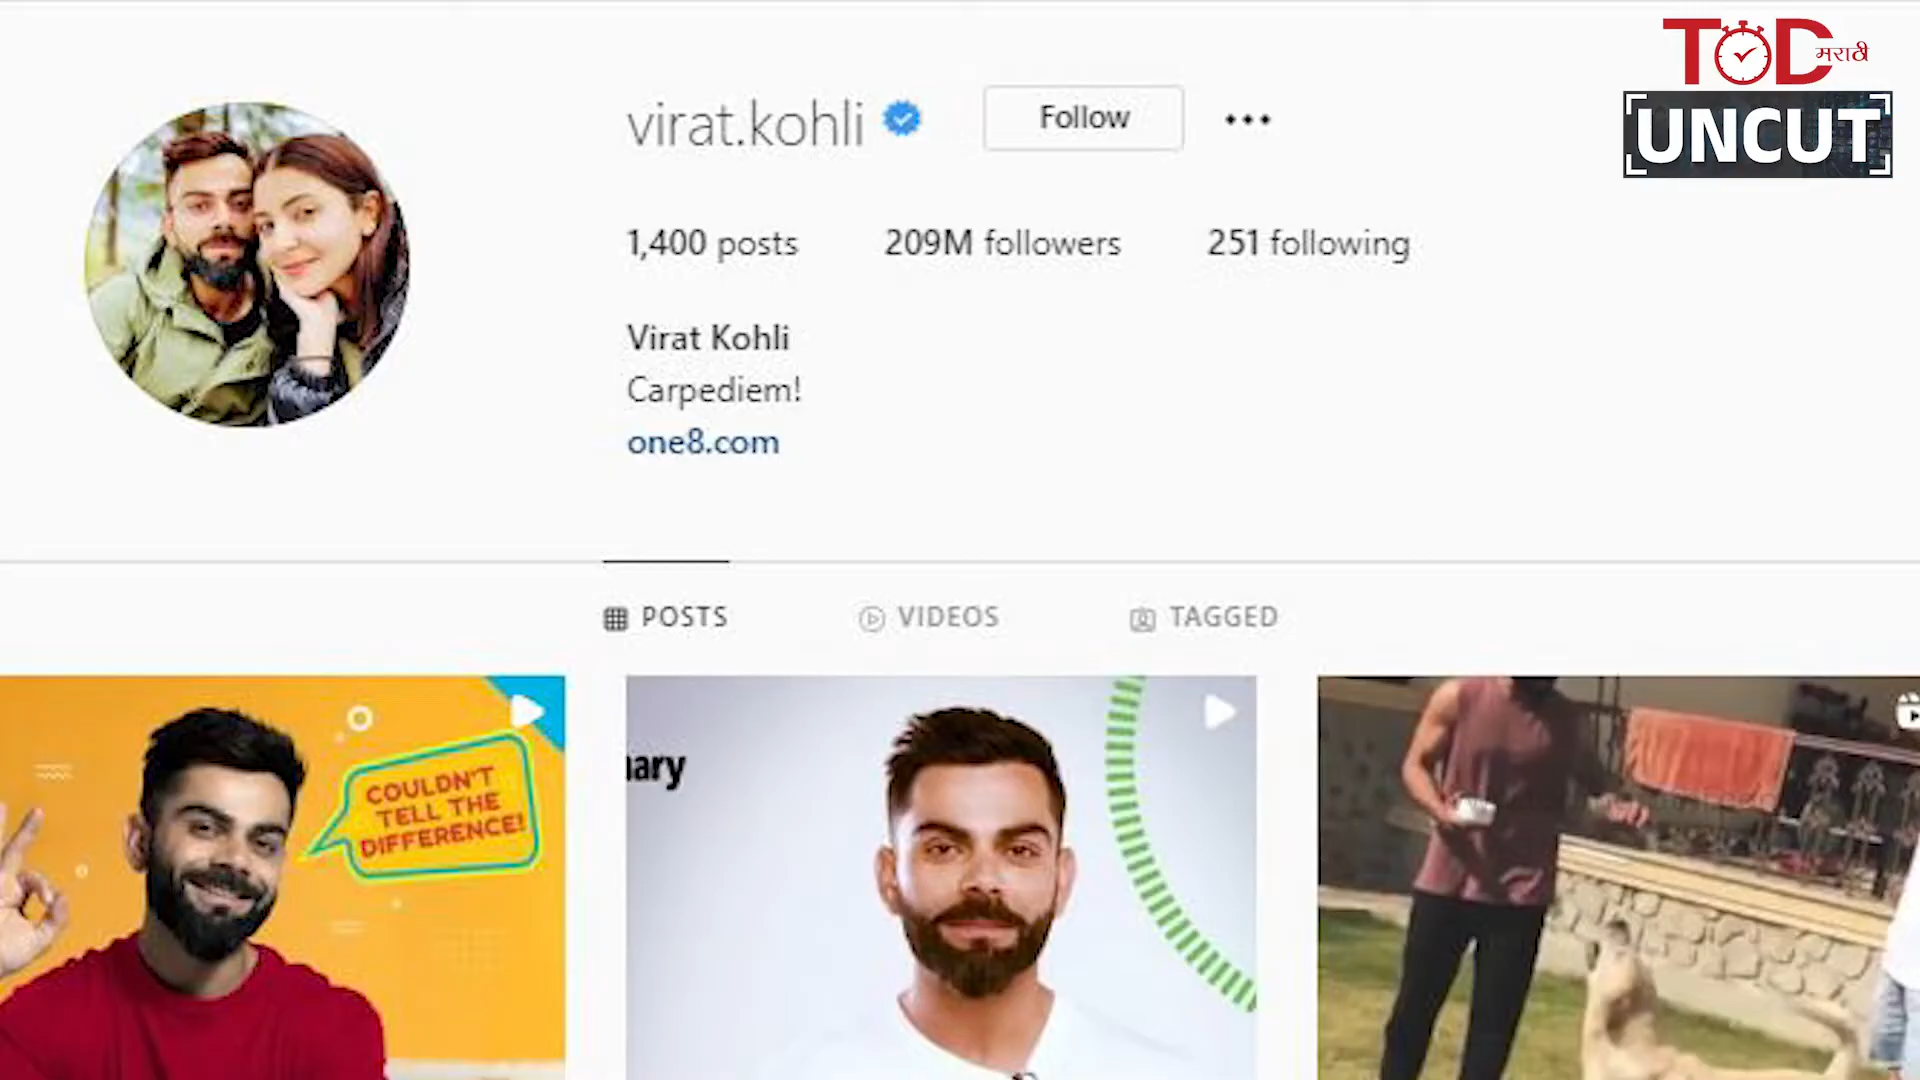 TOD मराठी
UNCUT
virat.kohli Follow
1,400 posts 209M followers 251 following
Virat Kohli
Carpediem!
one8.com
POSTS VIDEOS TAGGED
COULDN'T
TELL THE
DIFFERENCE!